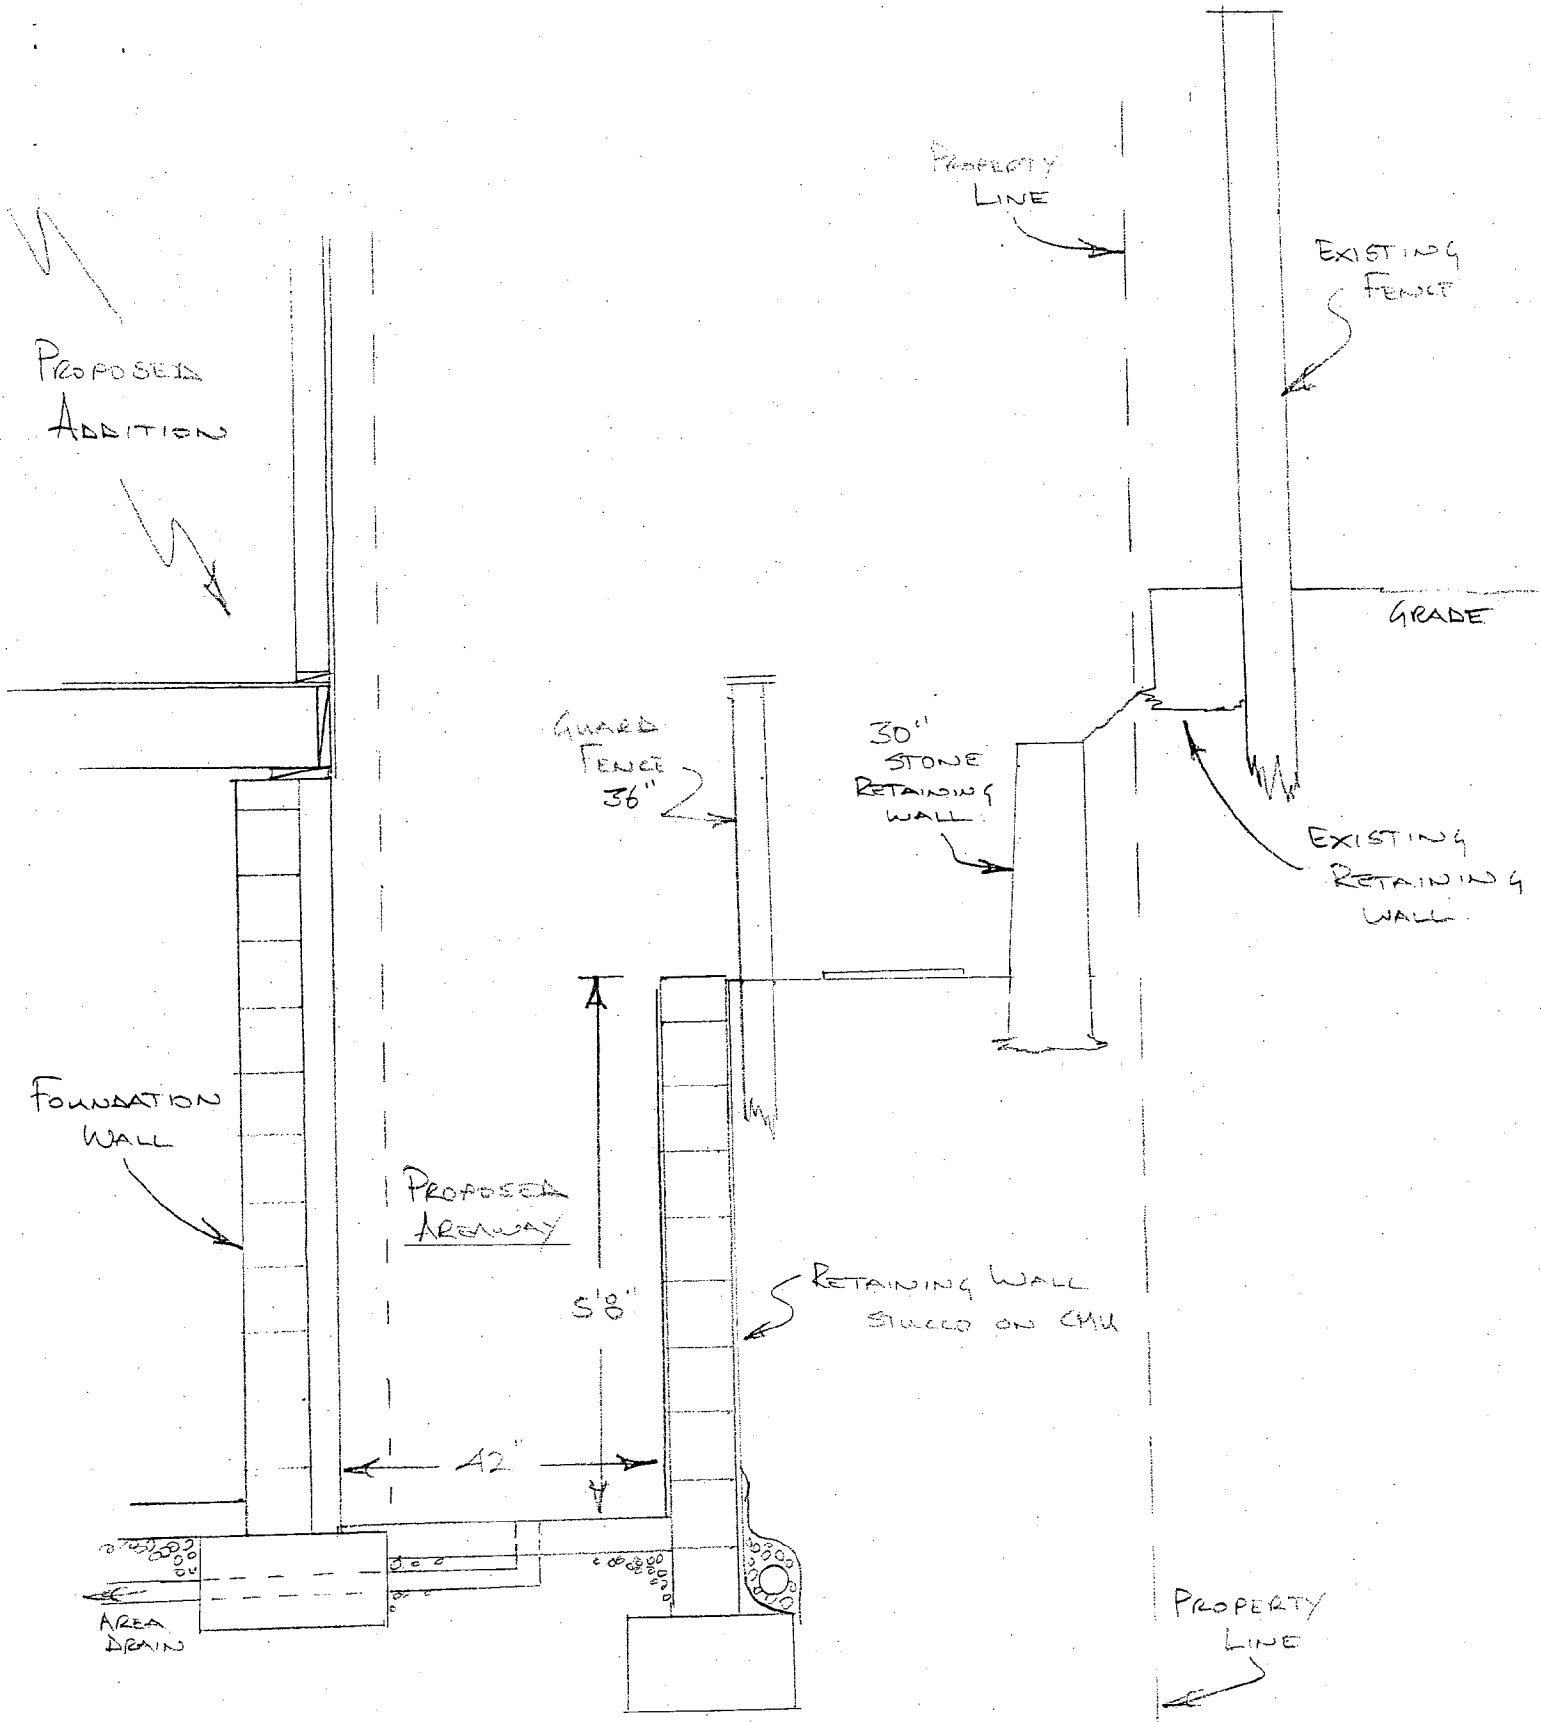 PROPERTY
LINE
EXISTING
FENCE
PROPOSED
ADDITION
GRADE
GUARD
FENCE
36"
30"
STONE
RETAINING
WALL
EXISTING
RETAINING
WALL
FOUNDATION
WALL
PROPOSED
AREAWAY
5'8"
RETAINING WALL
STUCCO ON CMU
42"
AREA
DRAIN
PROPERTY
LINE